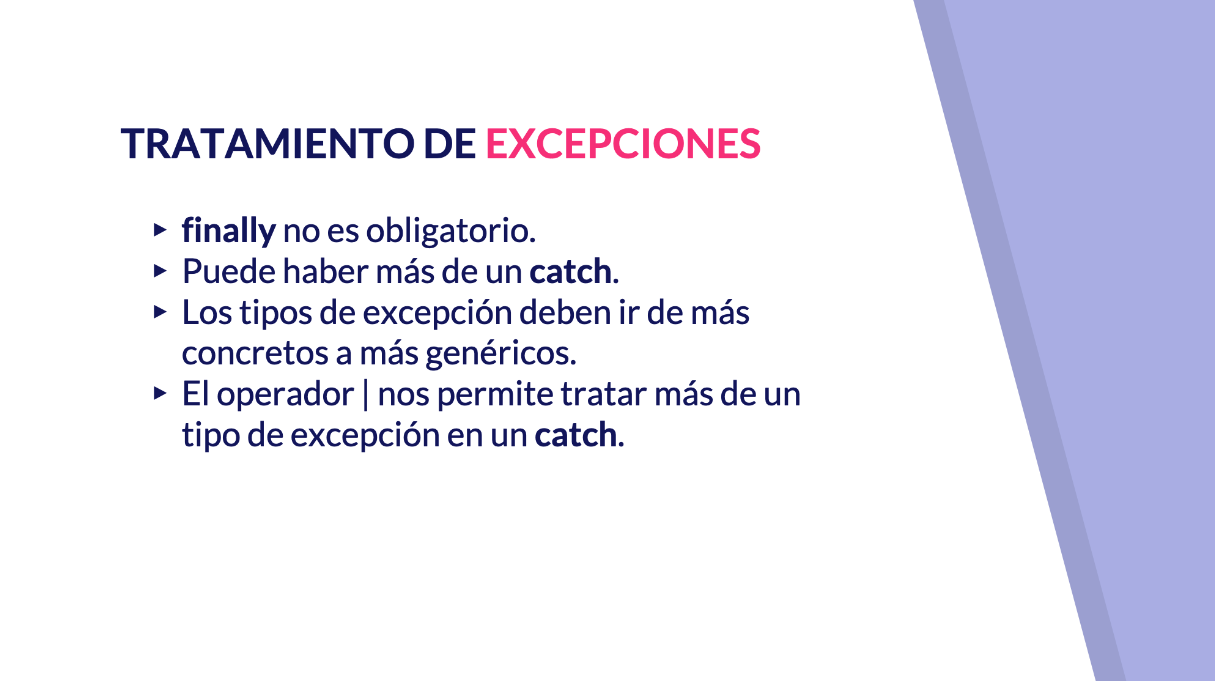 TRATAMIENTO DE EXCEPCIONES
▸ finally no es obligatorio.
▸ Puede haber más de un catch.
▸ Los tipos de excepción deben ir de más
concretos a más genéricos.
▸ El operador | nos permite tratar más de un
tipo de excepción en un catch.